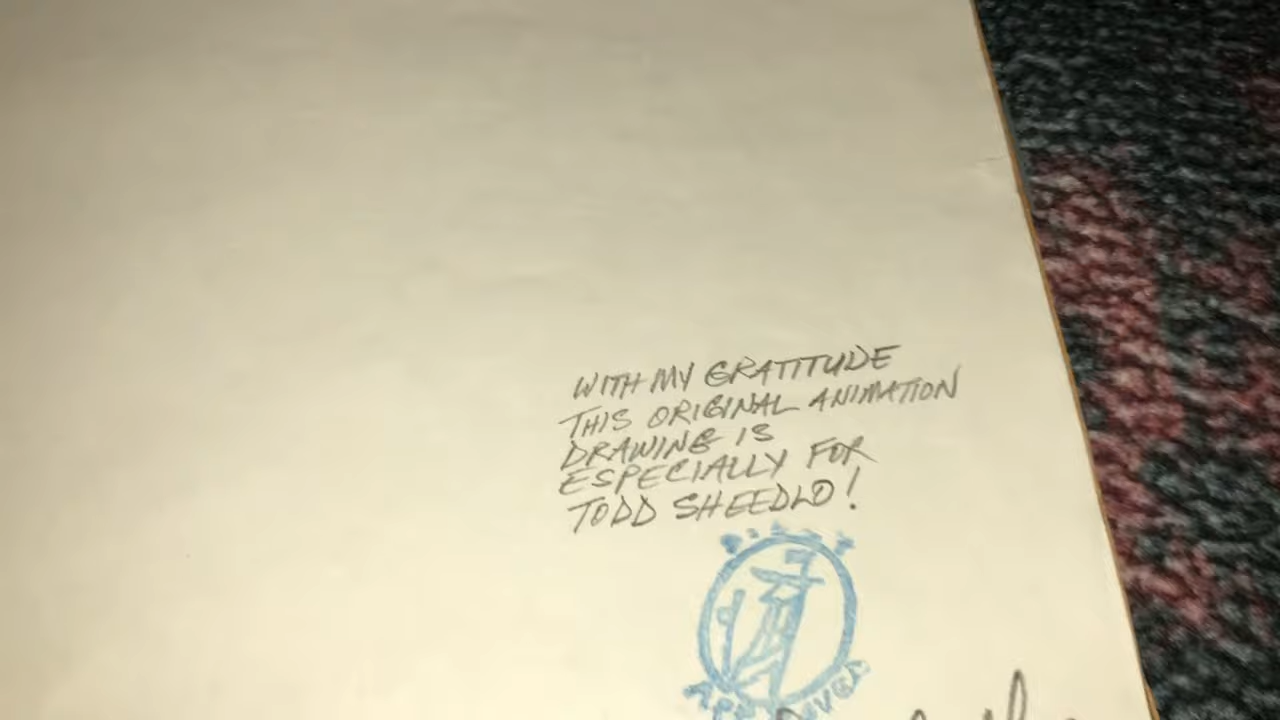 WITH MY GRATITUDE
THIS ORIGINAL ANIMATION
DRAWING IS
ESPECIALLY FOR
TODD SHEEDLO!